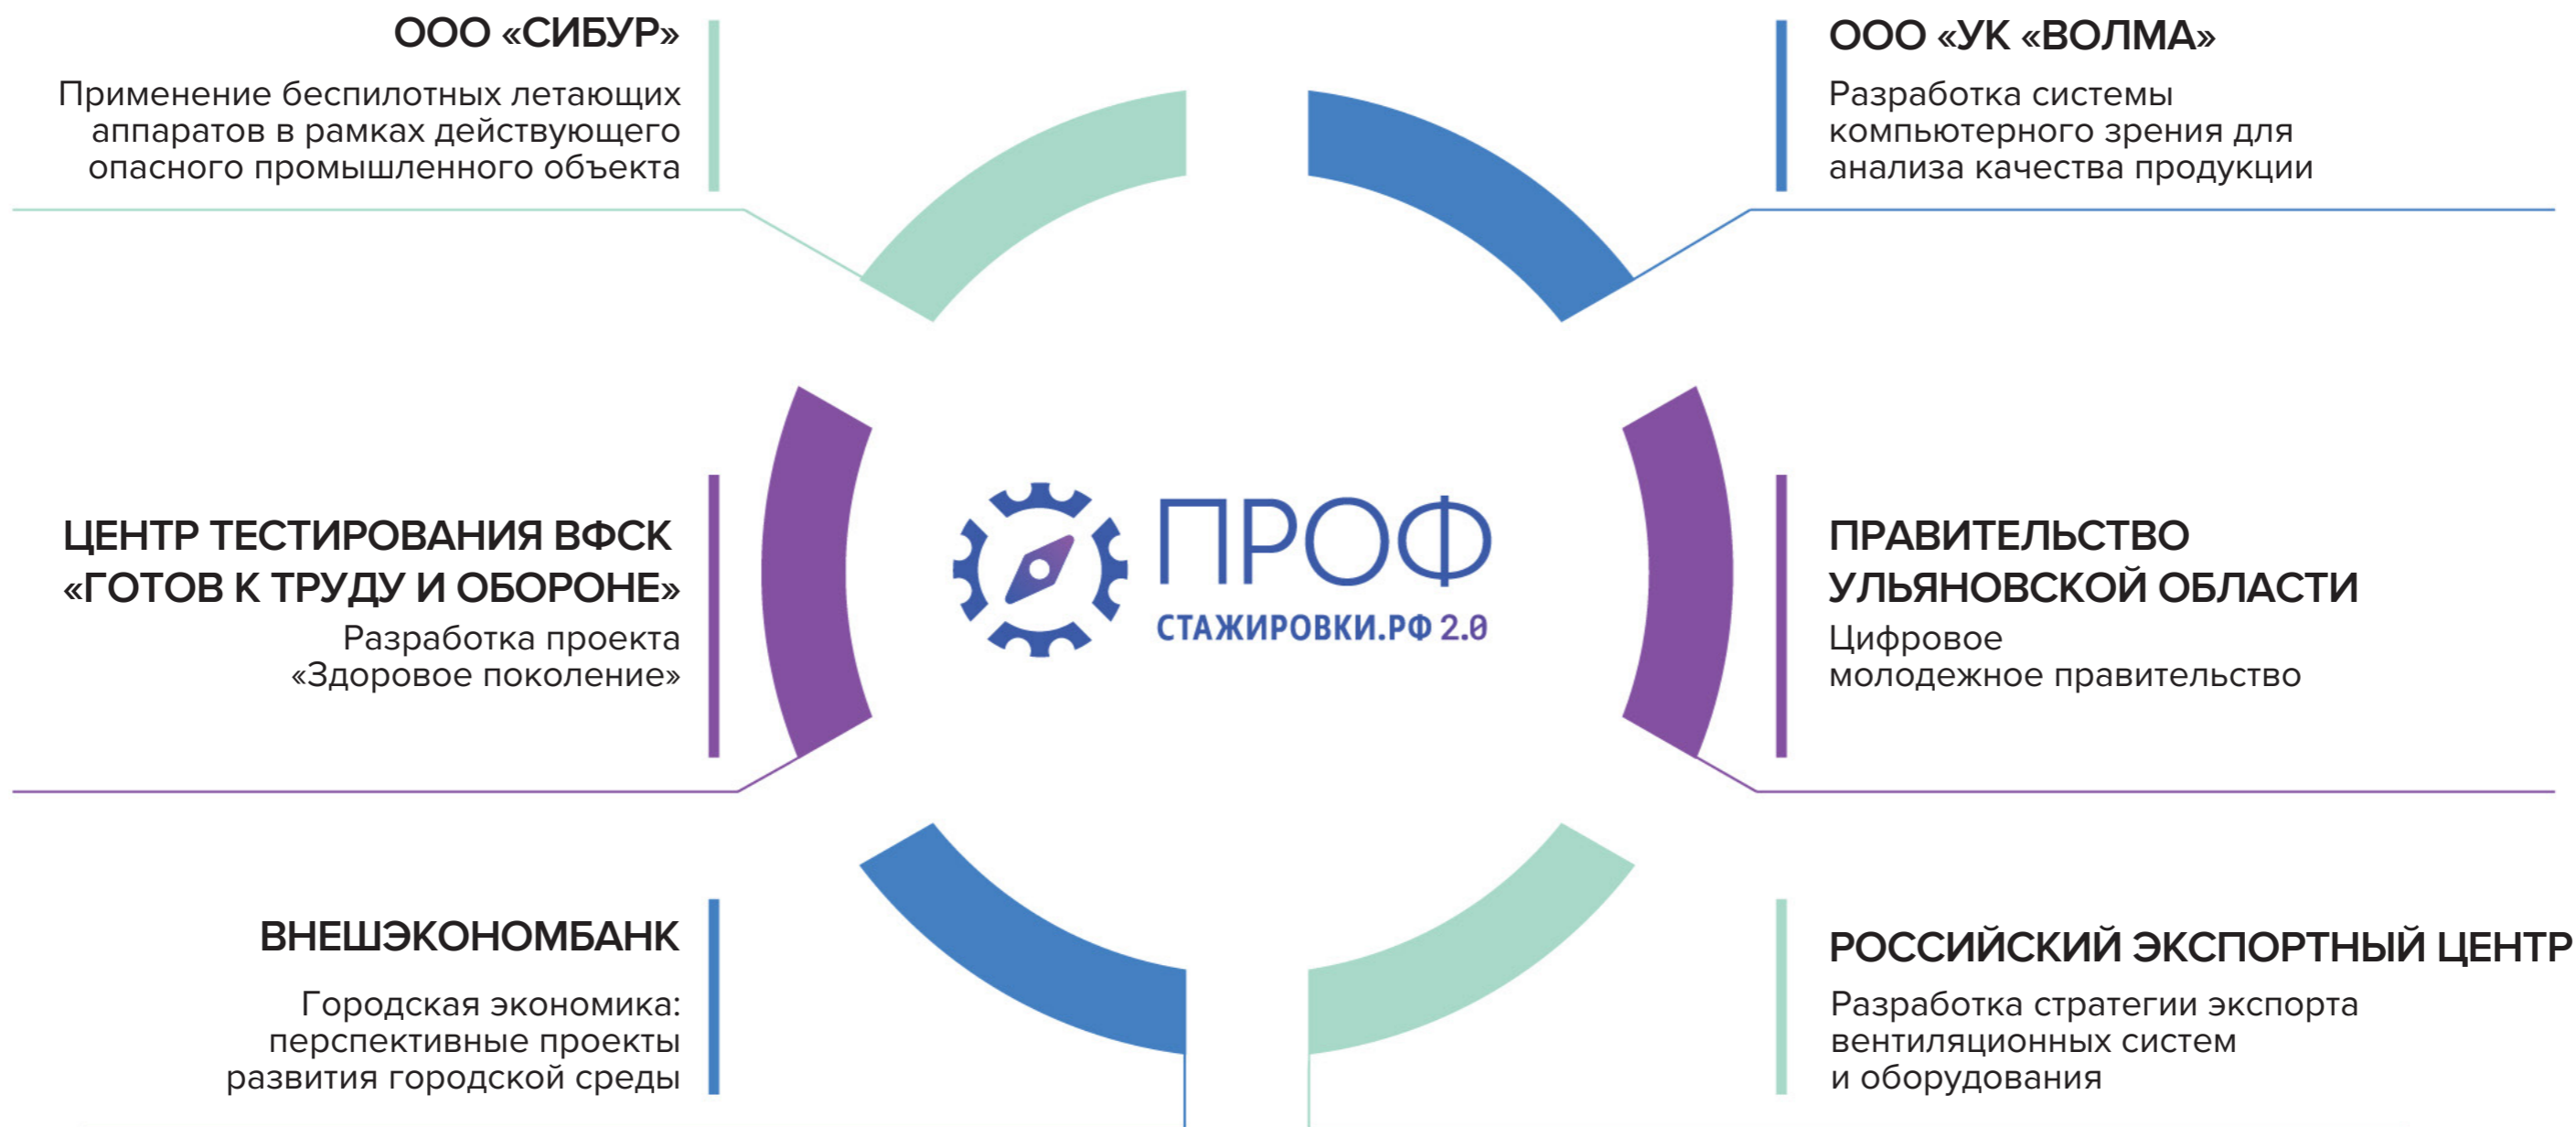 ООО «СИБУР»
Применение беспилотных летающих
аппаратов в рамках действующего
опасного промышленного объекта
ООО «УК «ВОЛМА»
Разработка системы
компьютерного зрения для
анализа качества продукции
ЦЕНТР ТЕСТИРОВАНИЯ ВФСК
«ГОТОВ К ТРУДУ И ОБОРОНЕ»
Разработка проекта
«Здоровое поколение»
ПРОФ
СТАЖИРОВКИ.РФ 2.0
ПРАВИТЕЛЬСТВО
УЛЬЯНОВСКОЙ ОБЛАСТИ
Цифровое
молодежное правительство
ВНЕШЭКОНОМБАНК
Городская экономика:
перспективные проекты
развития городской среды
РОССИЙСКИЙ ЭКСПОРТНЫЙ ЦЕНТР
Разработка стратегии экспорта
вентиляционных систем
и оборудования